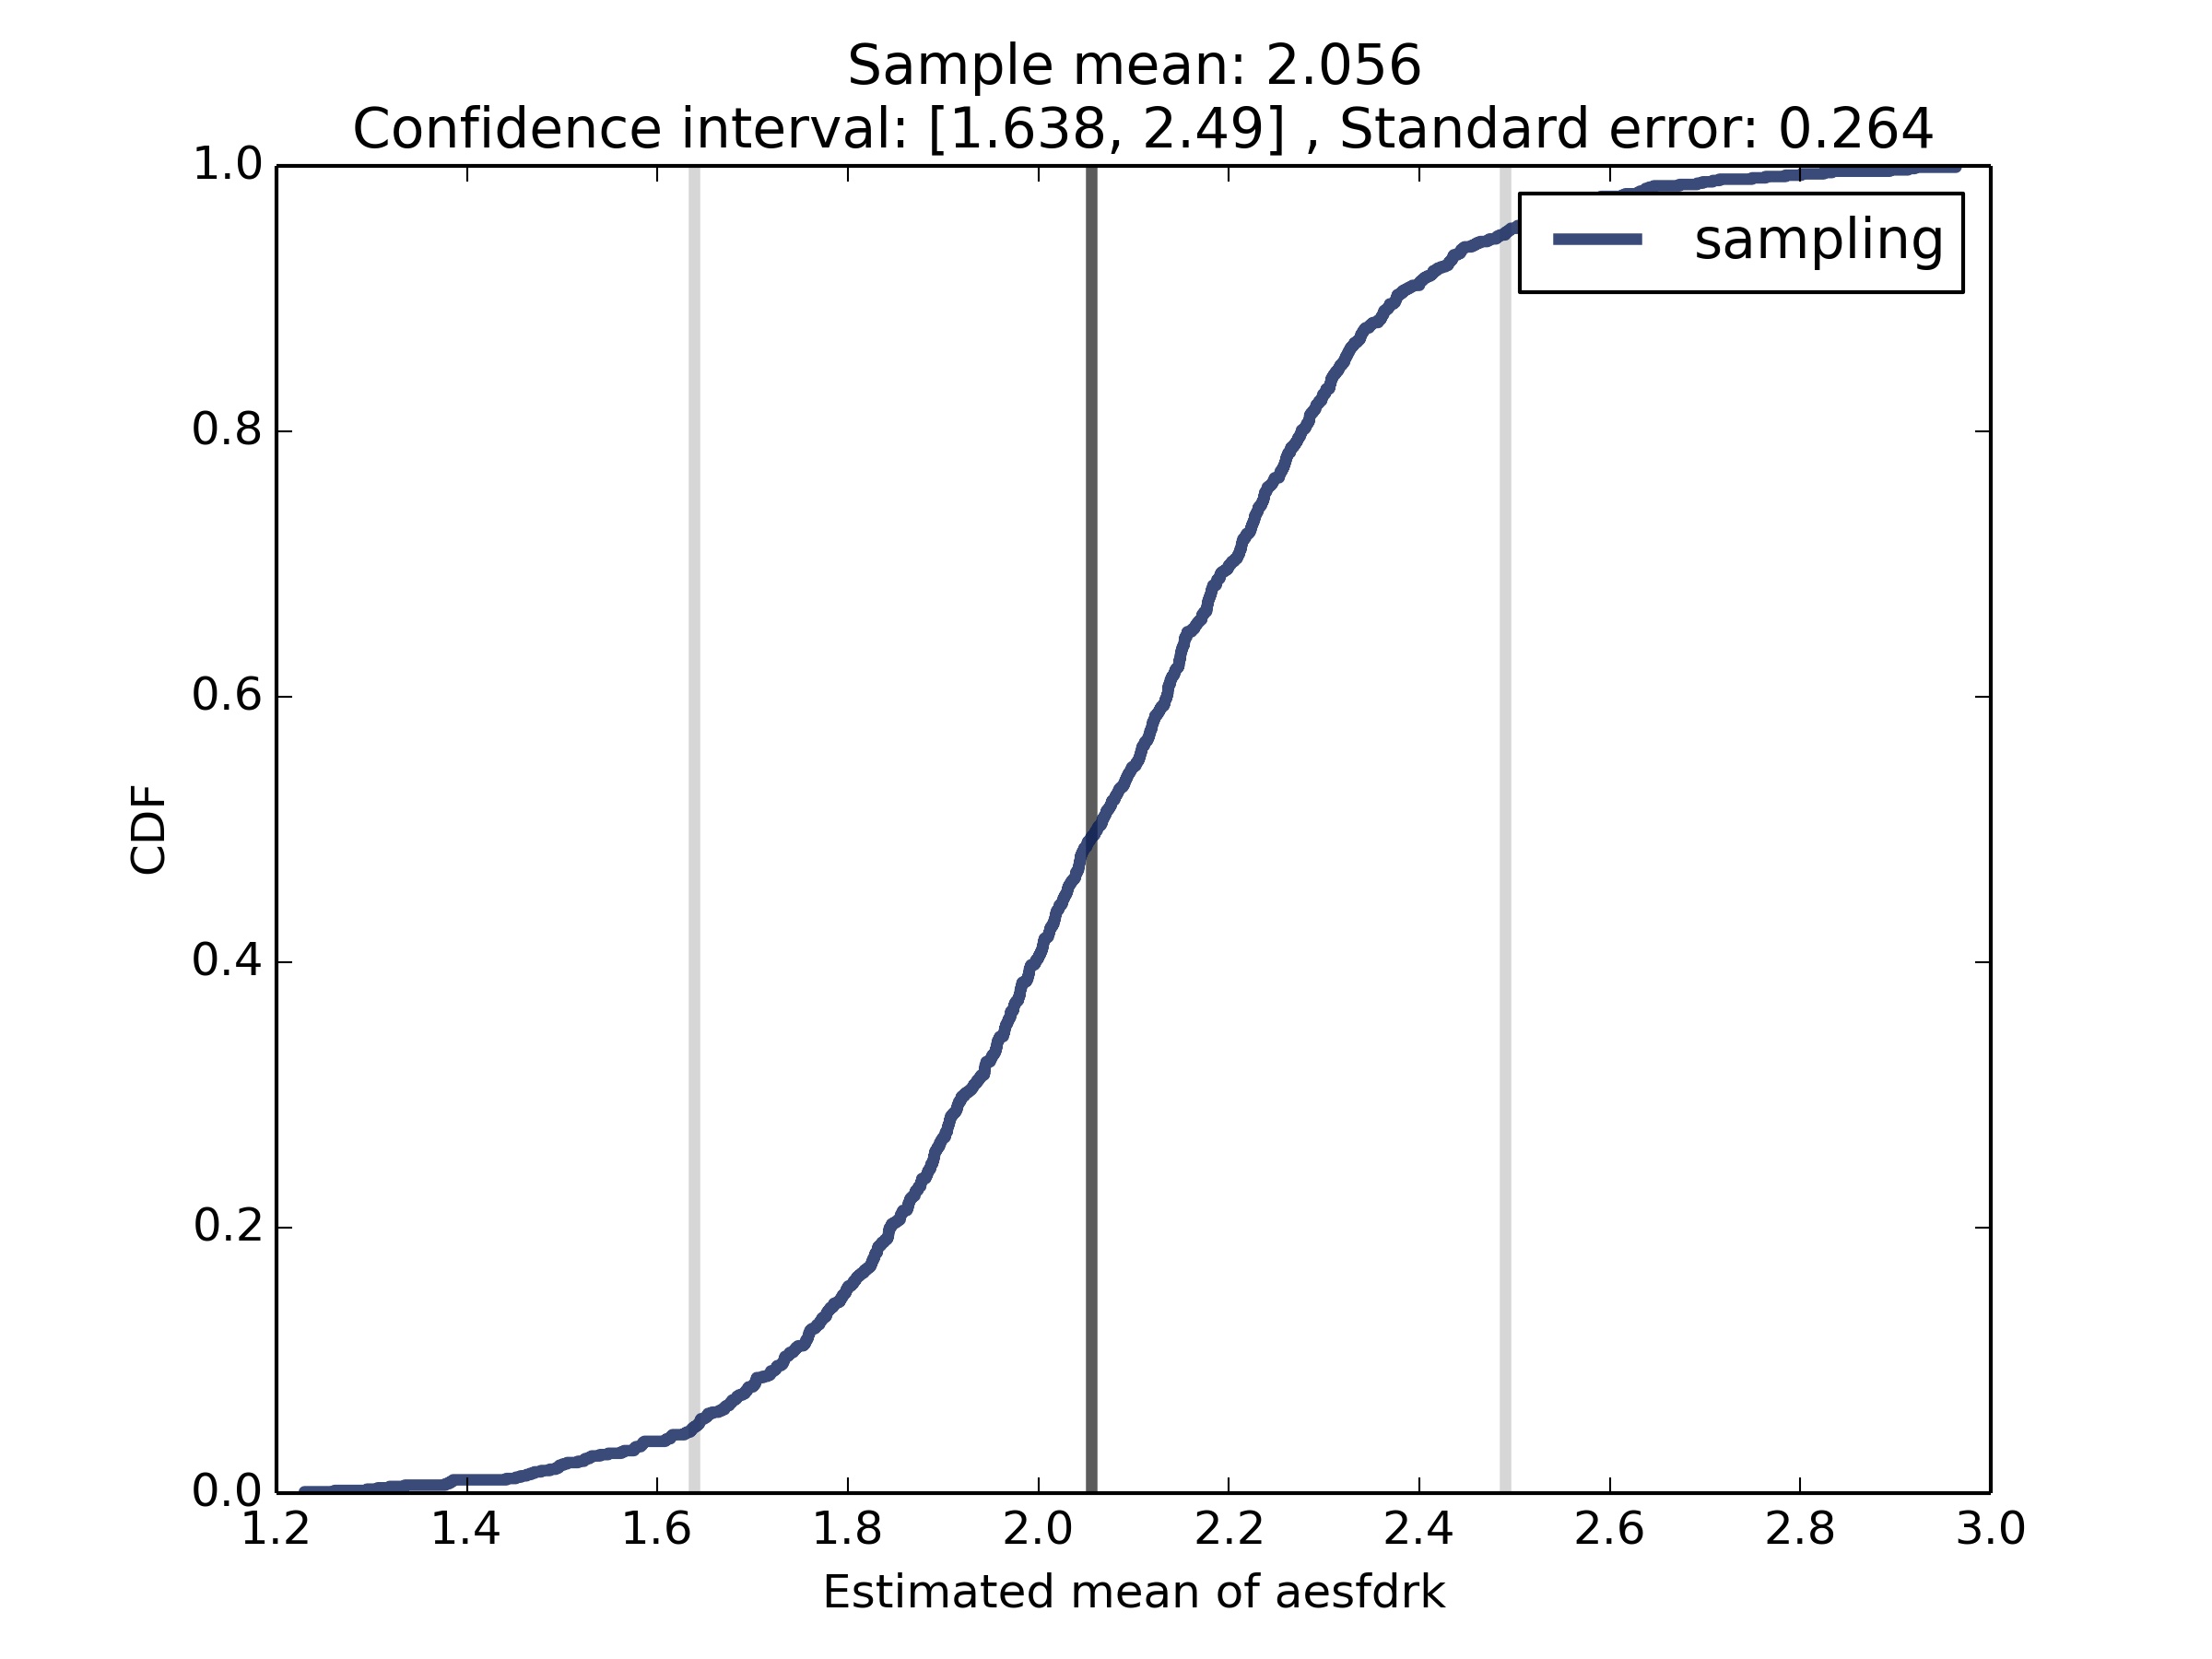 Sample mean: 2.056
Confidence interval: [1.638, 2.49] , Standard error: 0.264
sampling
CDF
1.0
0.8
0.6
0.4
0.2
0.0
1.2 1.4 1.6 1.8 2.0 2.2 2.4 2.6 2.8 3.0
Estimated mean of aesfdrk